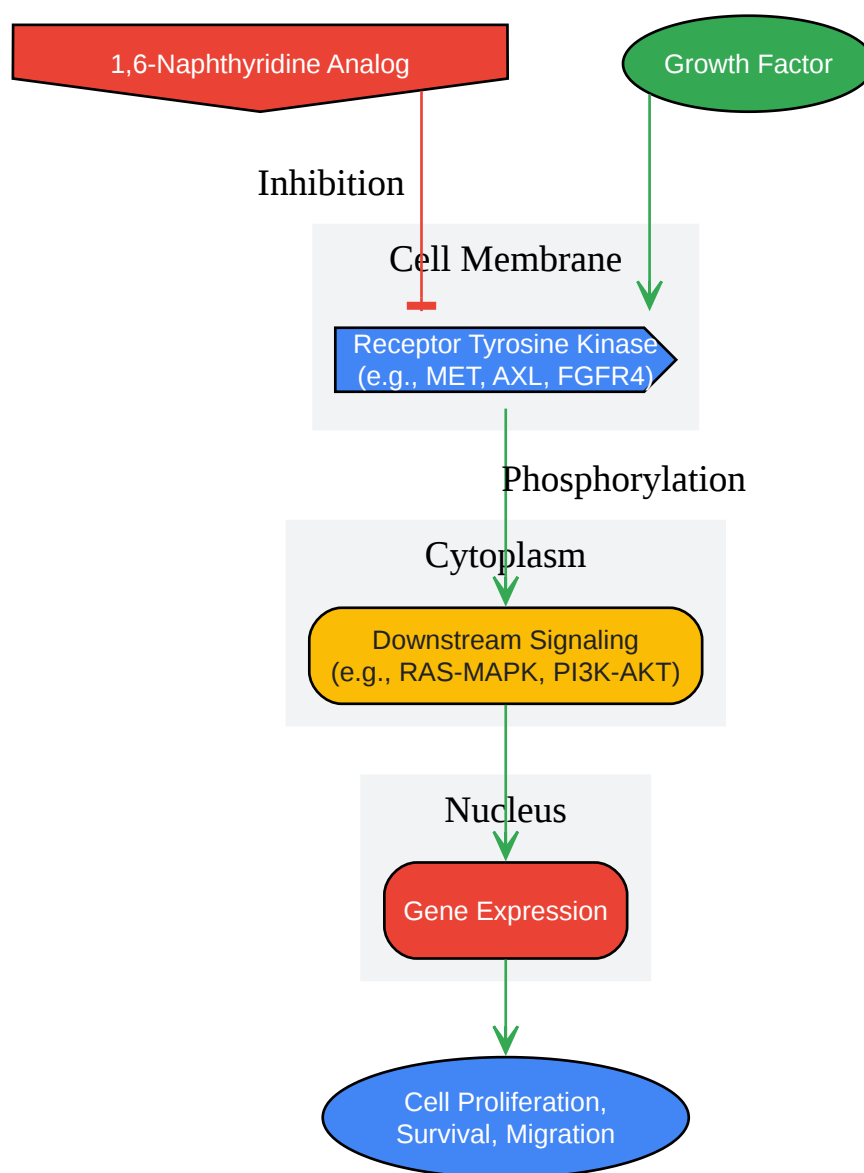 1,6-Naphthyridine Analog
Growth Factor
Inhibition
Cell Membrane
Receptor Tyrosine Kinase
(e.g., MET, AXL, FGFR4)
Phosphorylation
Cytoplasm
Downstream Signaling
(e.g., RAS-MAPK, PI3K-AKT)
Nucleus
Gene Expression
Cell Proliferation,
Survival, Migration